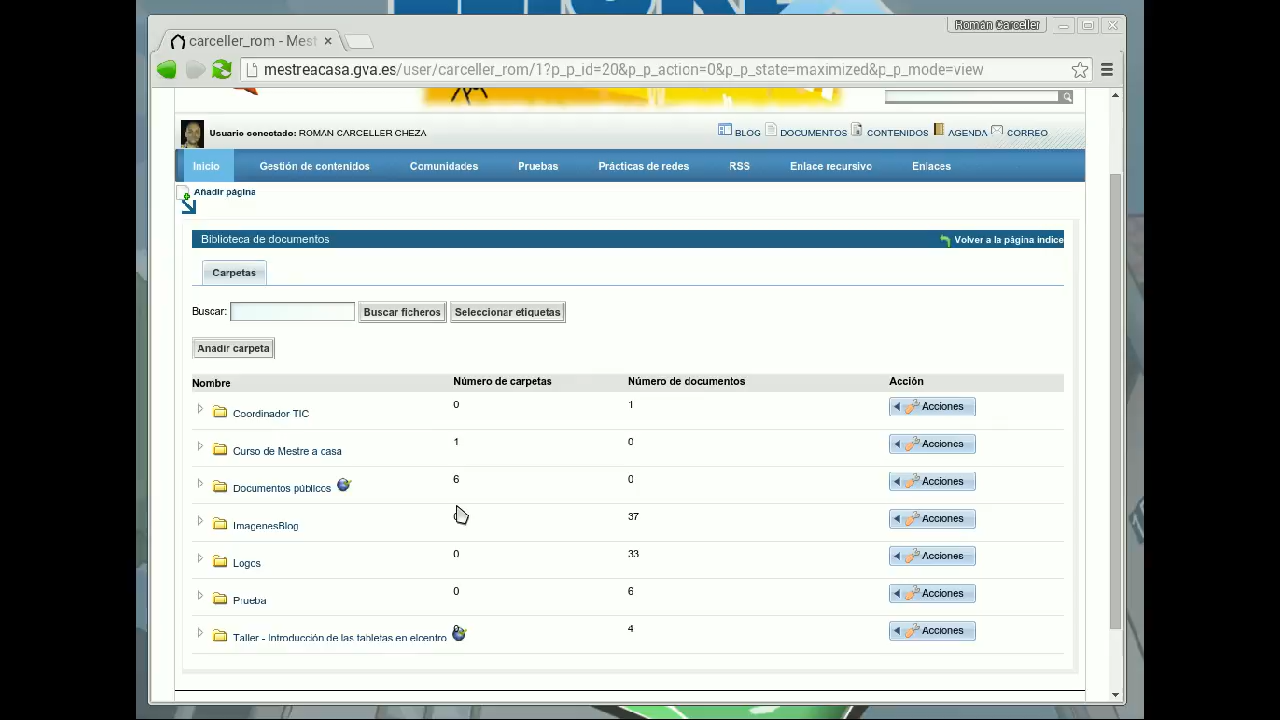 Román Carceller
carceller_rom - Mest
mestreacasa.gva.es/user/carceller_rom/1?p_p_id=20&p_p_action=0&p_p_state=maximized&p_p_mode=view
Usuario conectado: ROMAN CARCELLER CHEZA
BLOG DOCUMENTOS CONTENIDOS AGENDA CORREO
Inicio Gestión de contenidos Comunidades Pruebas Prácticas de redes RSS Enlace recursivo Enlaces
Añadir página
Biblioteca de documentos Volver a la página índice
Carpetas
Buscar: Buscar ficheros Seleccionar etiquetas
Anadir carpeta
Nombre Número de carpetas Número de documentos Acción
Coordinador TIC 0 1 Acciones
Curso de Mestre a casa 1 0 Acciones
Documentos públicos 6 0 Acciones
ImagenesBlog 37 Acciones
Logos 0 33 Acciones
Prueba 0 6 Acciones
Taller - Introducción de las tabletas en elcentro 0 4 Acciones